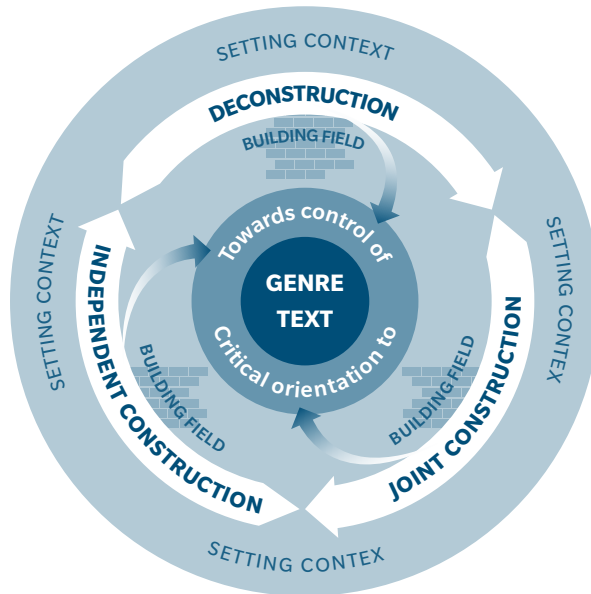 SETTING CONTEXT
DECONSTRUCTION
BUILDING FIELD
Towards control of
GENRE
TEXT
Critical orientation to
SETTING CONTEXT
INDEPENDENT CONSTRUCTION
BUILDING FIELD
BUILDING FIELD
JOINT CONSTRUCTION
SETTING CONTEX
SETTING CONTEX